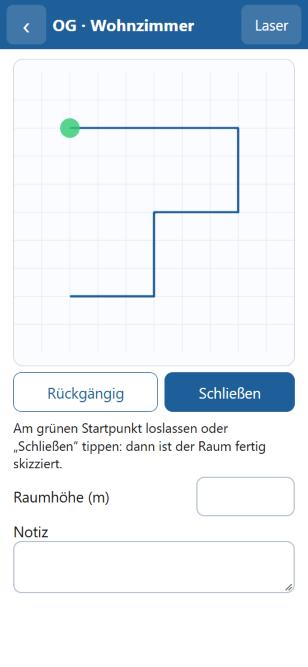 ‹ OG · Wohnzimmer Laser
Rückgängig Schließen
Am grünen Startpunkt loslassen oder
„Schließen“ tippen: dann ist der Raum fertig
skizziert.
Raumhöhe (m)
Notiz